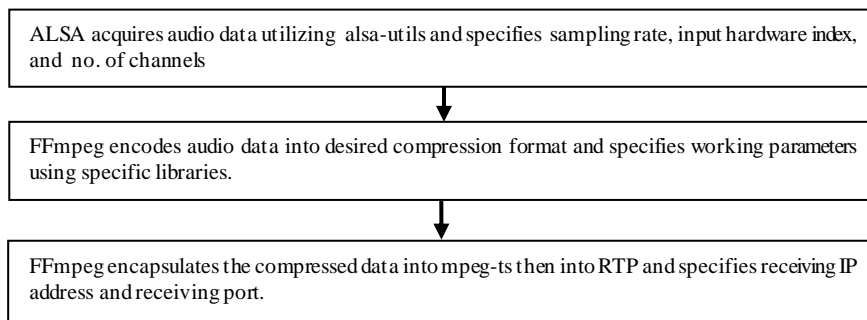 ALSA acquires audio data utilizing alsa-utils and specifies sampling rate, input hardware index,
and no. of channels
FFmpeg encodes audio data into desired compression format and specifies working parameters
using specific libraries.
FFmpeg encapsulates the compressed data into mpeg-ts then into RTP and specifies receiving IP
address and receiving port.